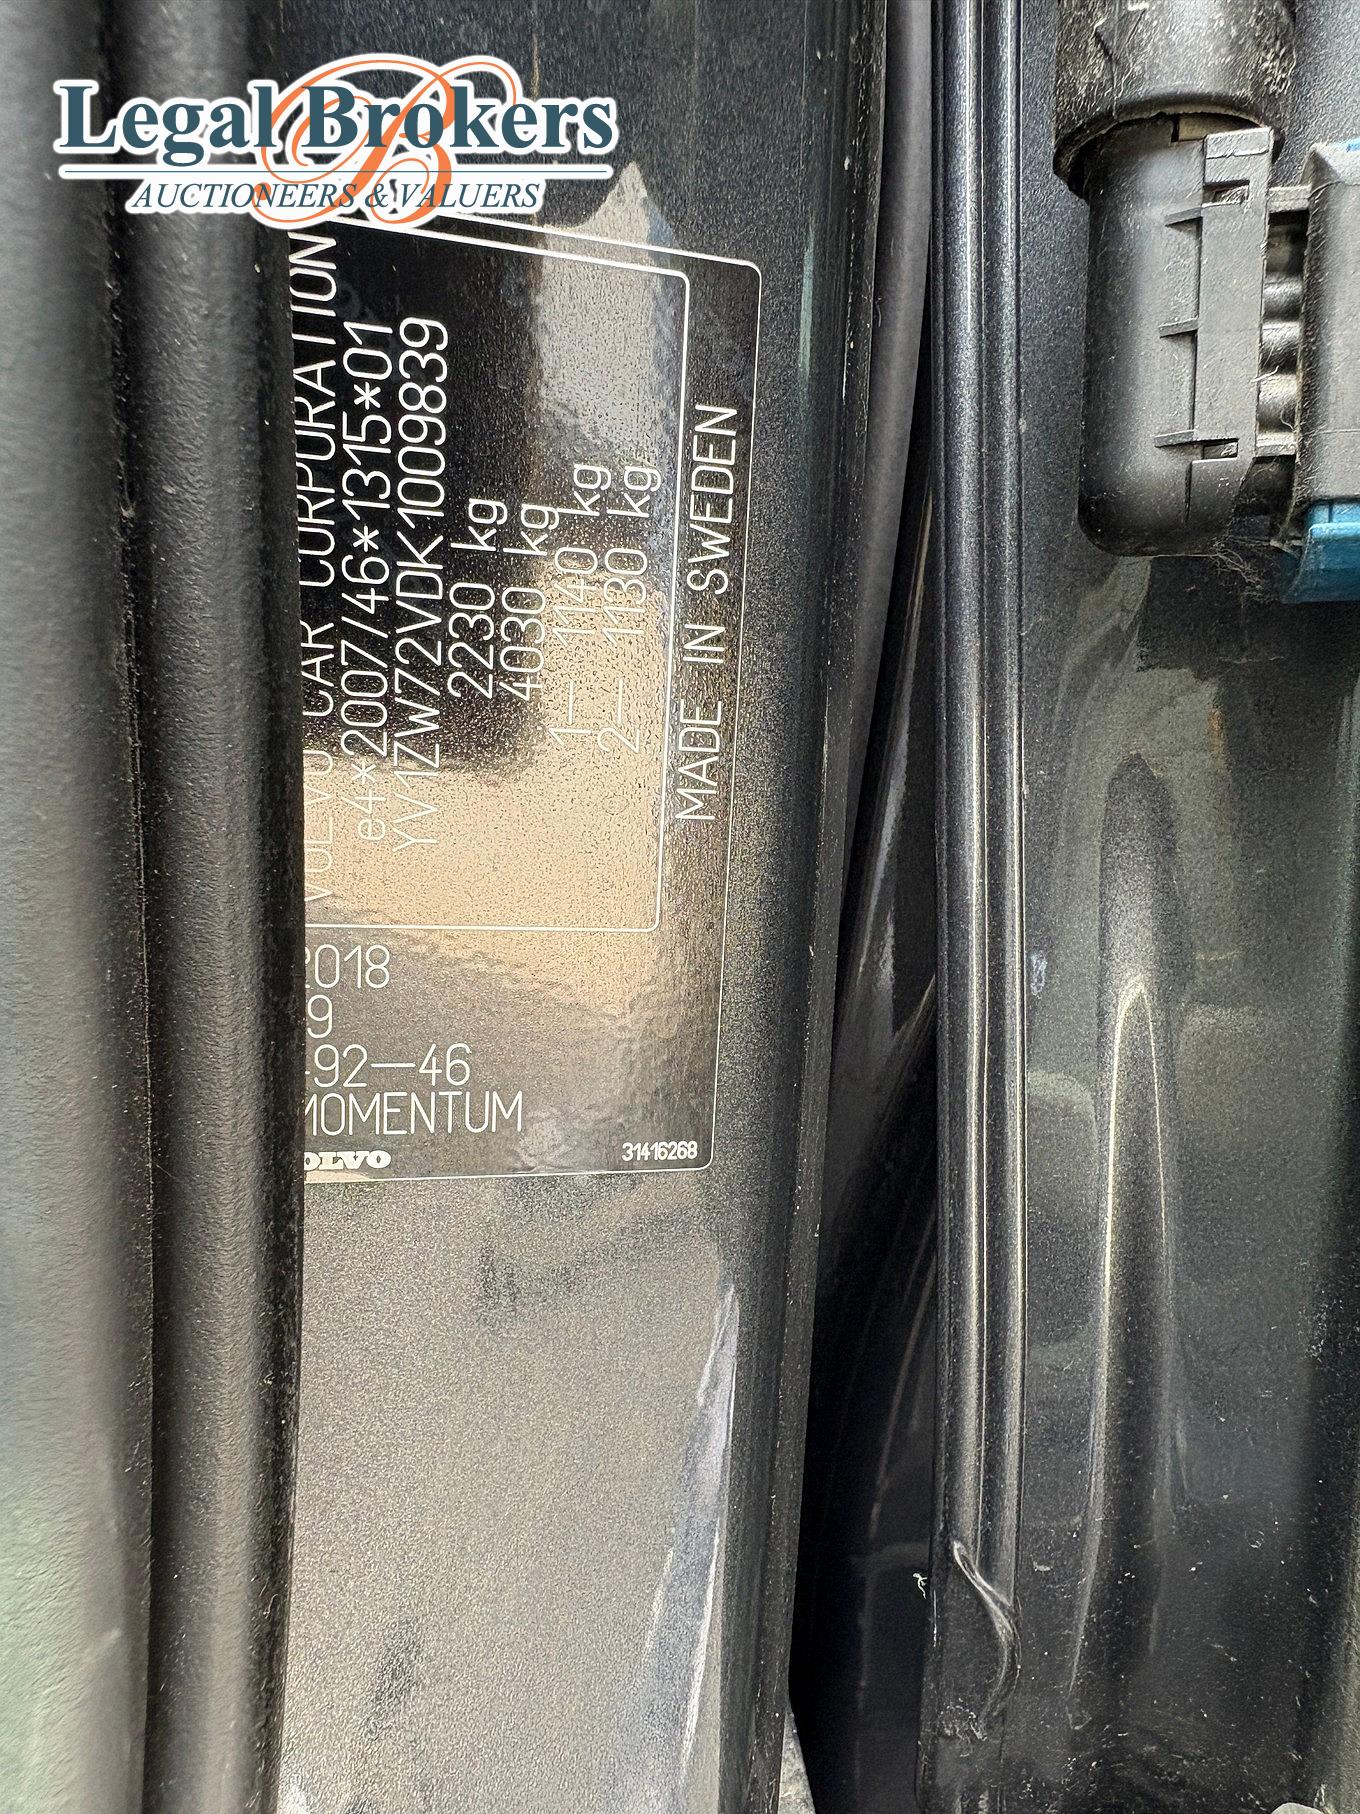 Legal Brokers
AUCTIONEERS & VALUERS
VOLVO CAR CORPORATION
e4*2007/46*1315*01
YV1ZW72VDK1009839
2230 kg
4030 kg
1— 1140 kg
2— 1130 kg
MADE IN SWEDEN
2018
9
92—46
MOMENTUM
OLVO
31416268